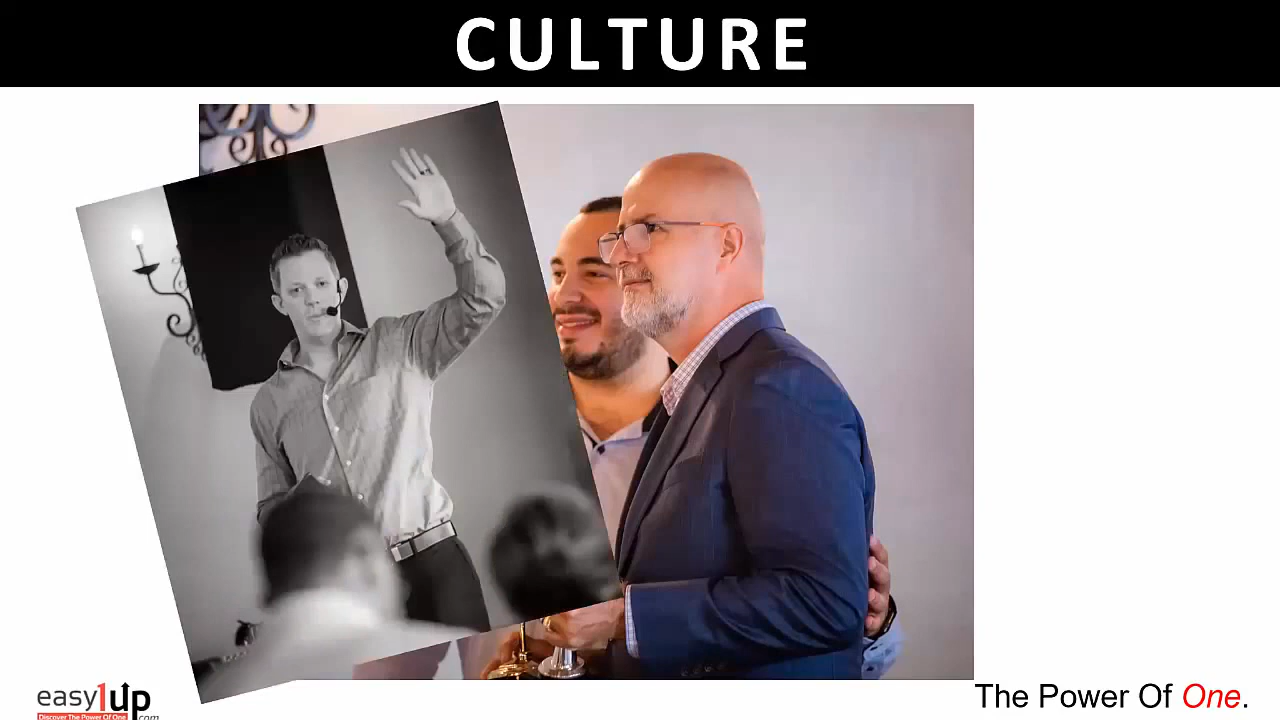 CULTURE
easy1up
Discover The Power Of One .com
The Power Of One.